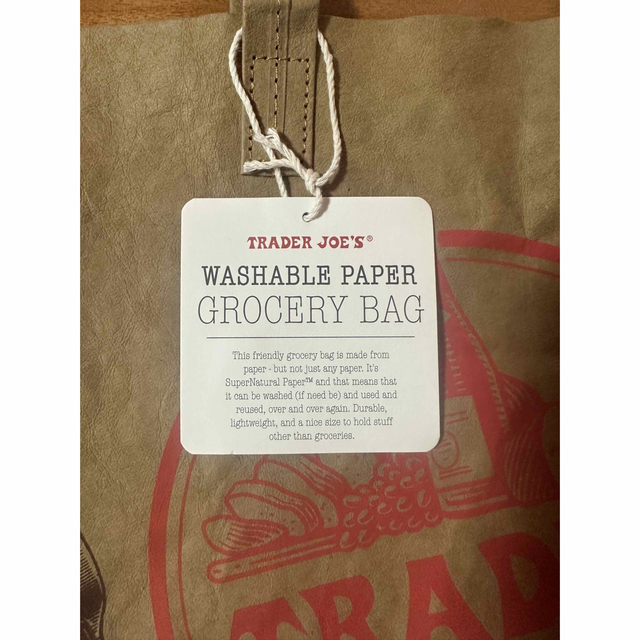 TRADER JOE'S®
WASHABLE PAPER
GROCERY BAG
This friendly grocery bag is made from
paper - but not just any paper. It's
SuperNatural Paper™ and that means that
it can be washed (if need be) and used and
reused, over and over again. Durable,
lightweight, and a nice size to hold stuff
other than groceries.
TRAD